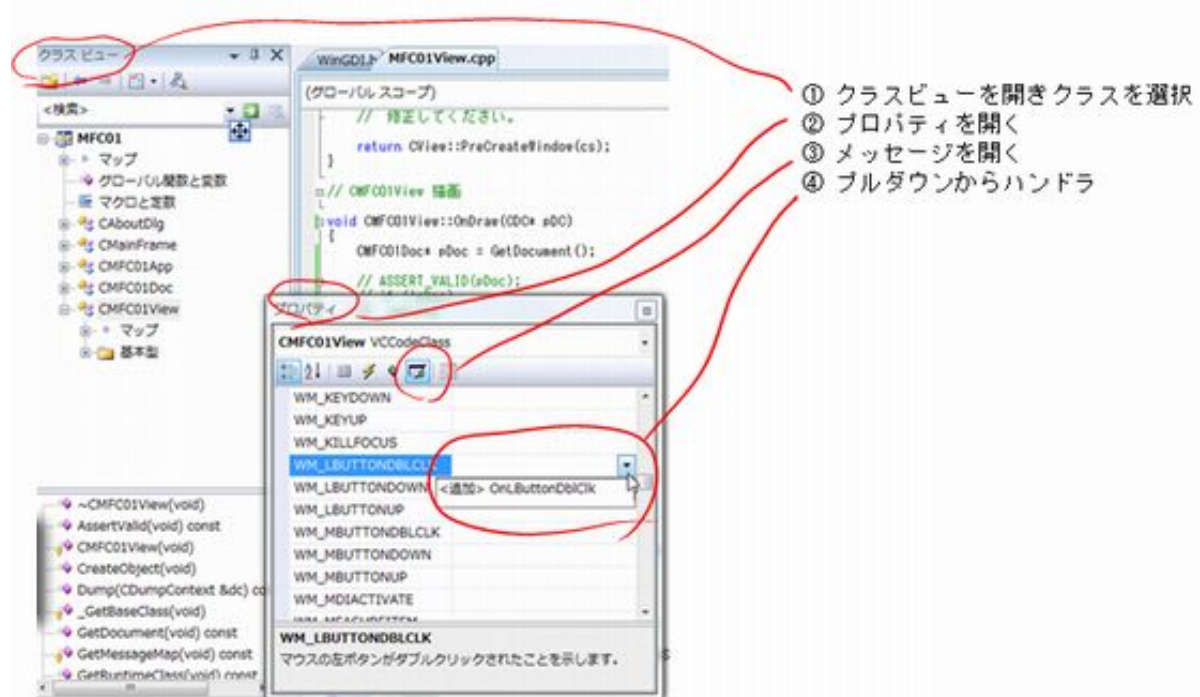 クラス ビュー
<検索>
MFC01
マップ
グローバル関数と変数
マクロと定数
CAboutDlg
CMainFrame
CMFC01App
CMFC01Doc
CMFC01View
マップ
基本型
~CMFC01View(void)
AssertValid(void) const
CMFC01View(void)
CreateObject(void)
Dump(CDumpContext &dc) co
_GetBaseClass(void)
GetDocument(void) const
GetMessageMap(void) const
GetRuntimeClass(void) const
WinGDI.h MFC01View.cpp
(グローバル スコープ)
// 修正してください。
return CView::PreCreateWindow(cs);
}
// CMFC01View 描画
void CMFC01View::OnDraw(CDC* pDC)
{
CMFC01Doc* pDoc = GetDocument();
// ASSERT_VALID(pDoc);
プロパティ
CMFC01View VCCodeClass
WM_KEYDOWN
WM_KEYUP
WM_KILLFOCUS
WM_LBUTTONDBLCLK
WM_LBUTTONDOWN
<追加> OnLButtonDblClk
WM_LBUTTONUP
WM_MBUTTONDBLCLK
WM_MBUTTONDOWN
WM_MBUTTONUP
WM_MDIACTIVATE
WM_MEASUREITEM
WM_LBUTTONDBLCLK
マウスの左ボタンがダブルクリックされたことを示します。
① クラスビューを開きクラスを選択
② プロパティを開く
③ メッセージを開く
④ プルダウンからハンドラ